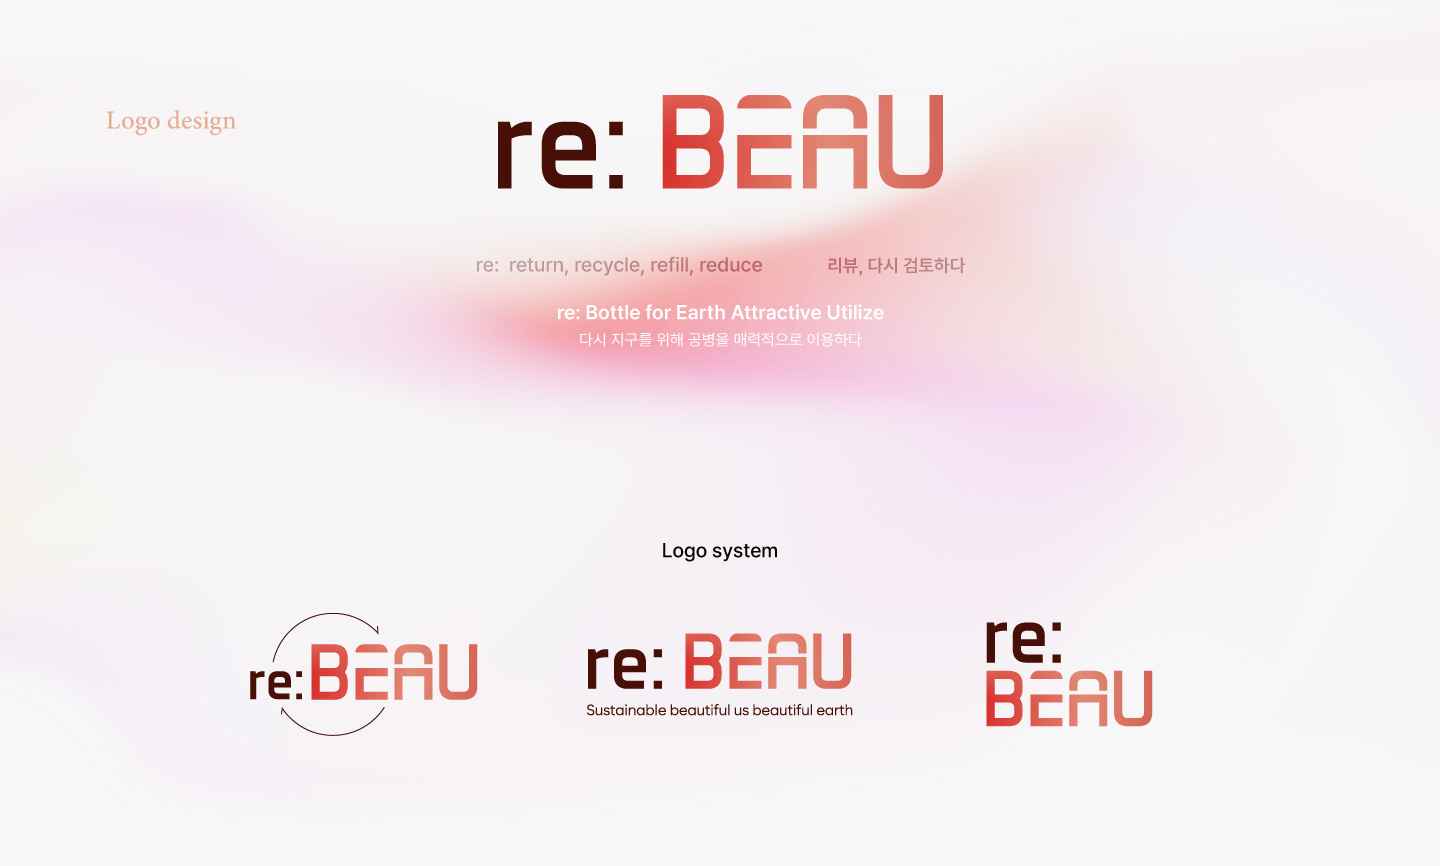 Logo design
re: BEAU
re: return, recycle, refill, reduce
리뷰, 다시 검토하다
re: Bottle for Earth Attractive Utilize
다시 지구를 위해 공병을 매력적으로 이용하다
Logo system
re: BEAU
re: BEAU
Sustainable beautiful us beautiful earth
re:
BEAU